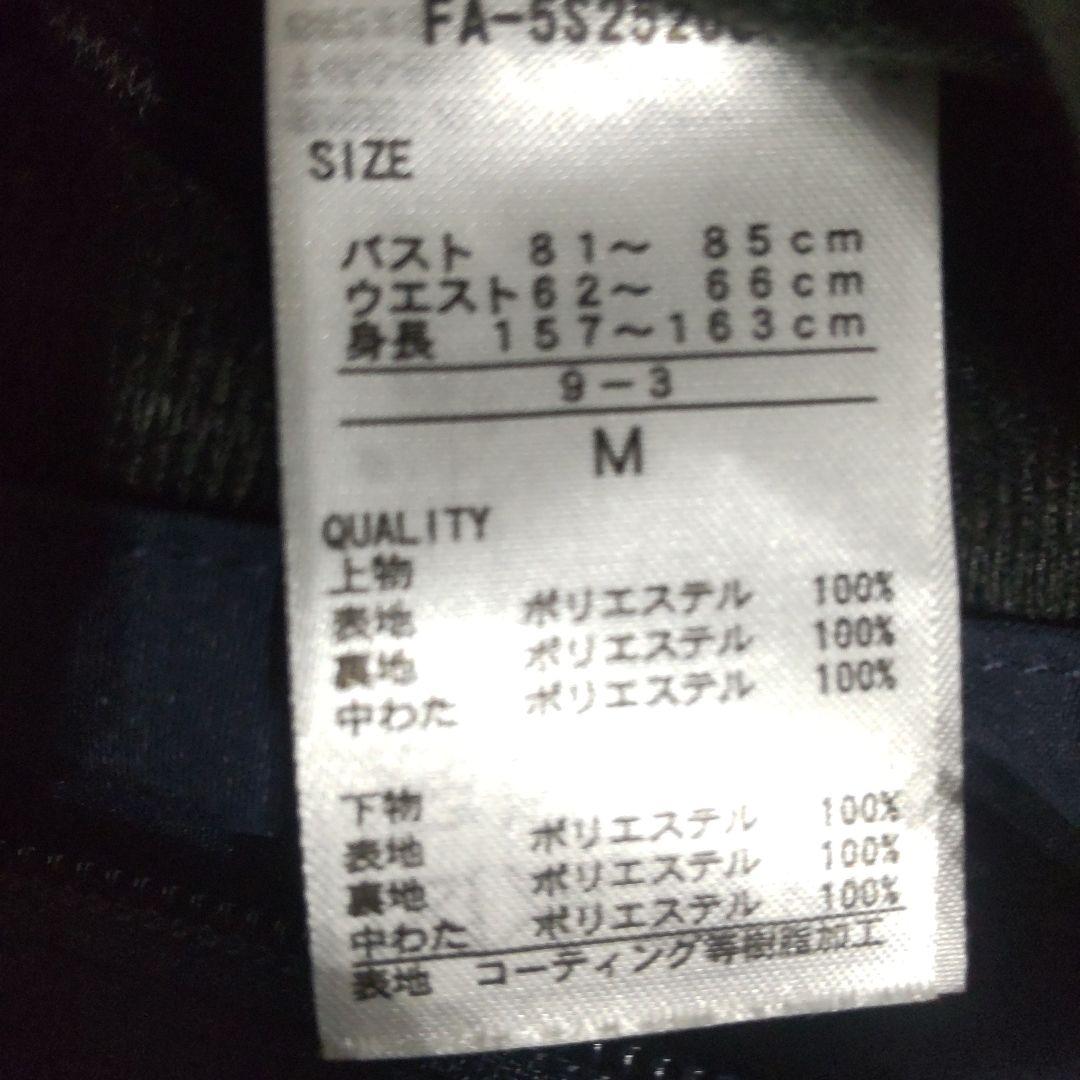 SIZE
バスト 81～ 85cm
ウエスト62～ 66cm
身長 157～163cm
9-3
M
QUALITY
上物
表地 ポリエステル 100%
裏地 ポリエステル 100%
中わた ポリエステル 100%
下物
表地 ポリエステル 100%
裏地 ポリエステル 100%
中わた ポリエステル 100%
表地 コーティング等樹脂加工